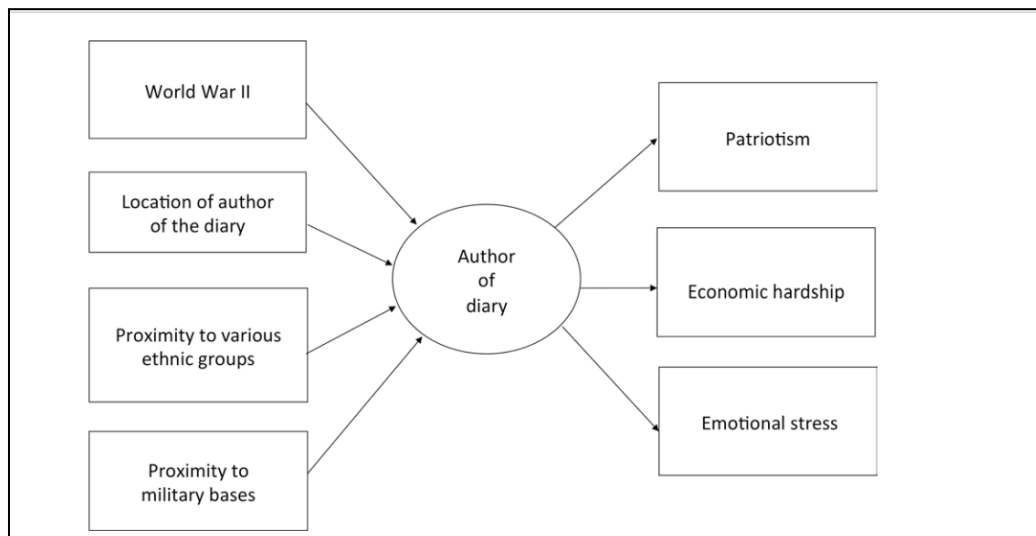 World War II
Location of author
of the diary
Proximity to various
ethnic groups
Proximity to
military bases
Author
of
diary
Patriotism
Economic hardship
Emotional stress